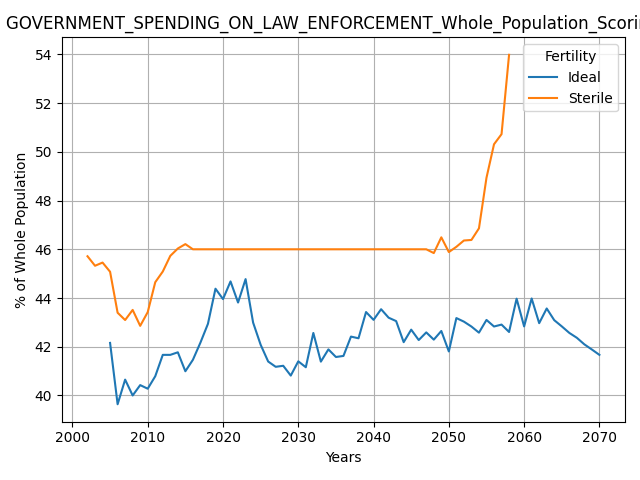 GOVERNMENT_SPENDING_ON_LAW_ENFORCEMENT_Whole_Population_Scori
Fertility
Ideal
Sterile
% of Whole Population
54
52
50
48
46
44
42
40
2000 2010 2020 2030 2040 2050 2060 2070
Years